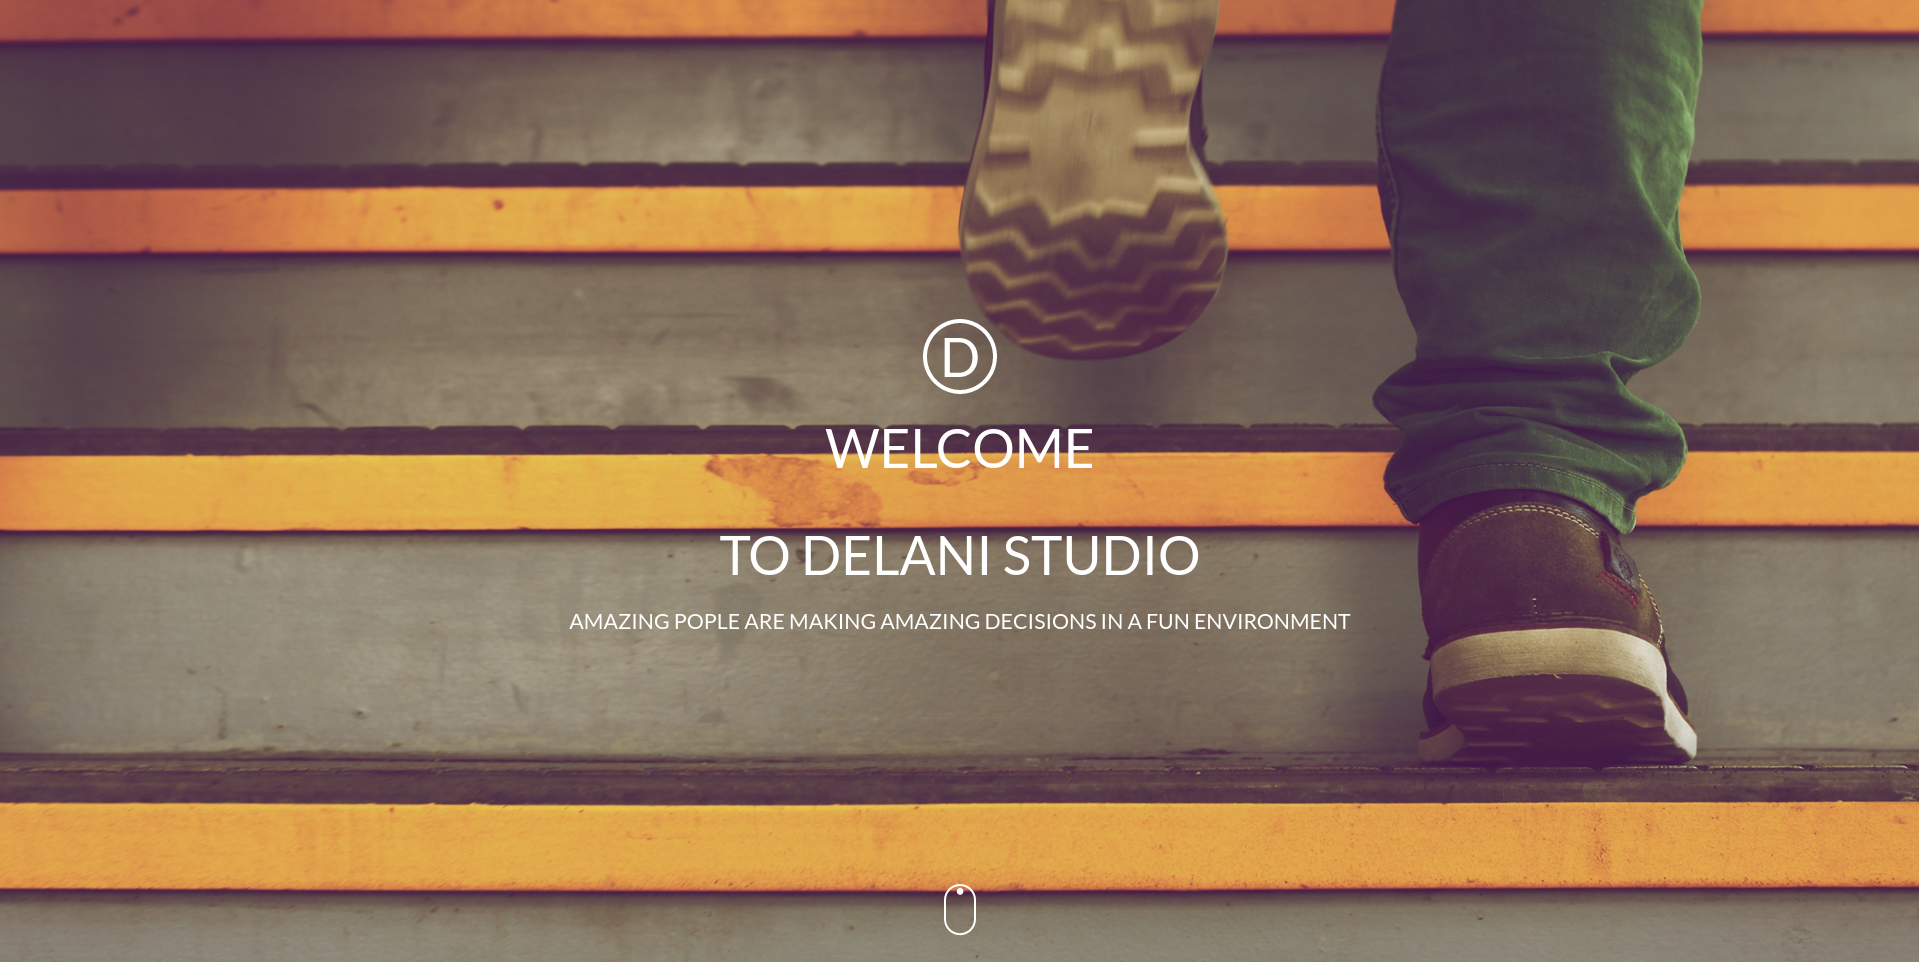 D
WELCOME
TO DELANI STUDIO
AMAZING POPLE ARE MAKING AMAZING DECISIONS IN A FUN ENVIRONMENT